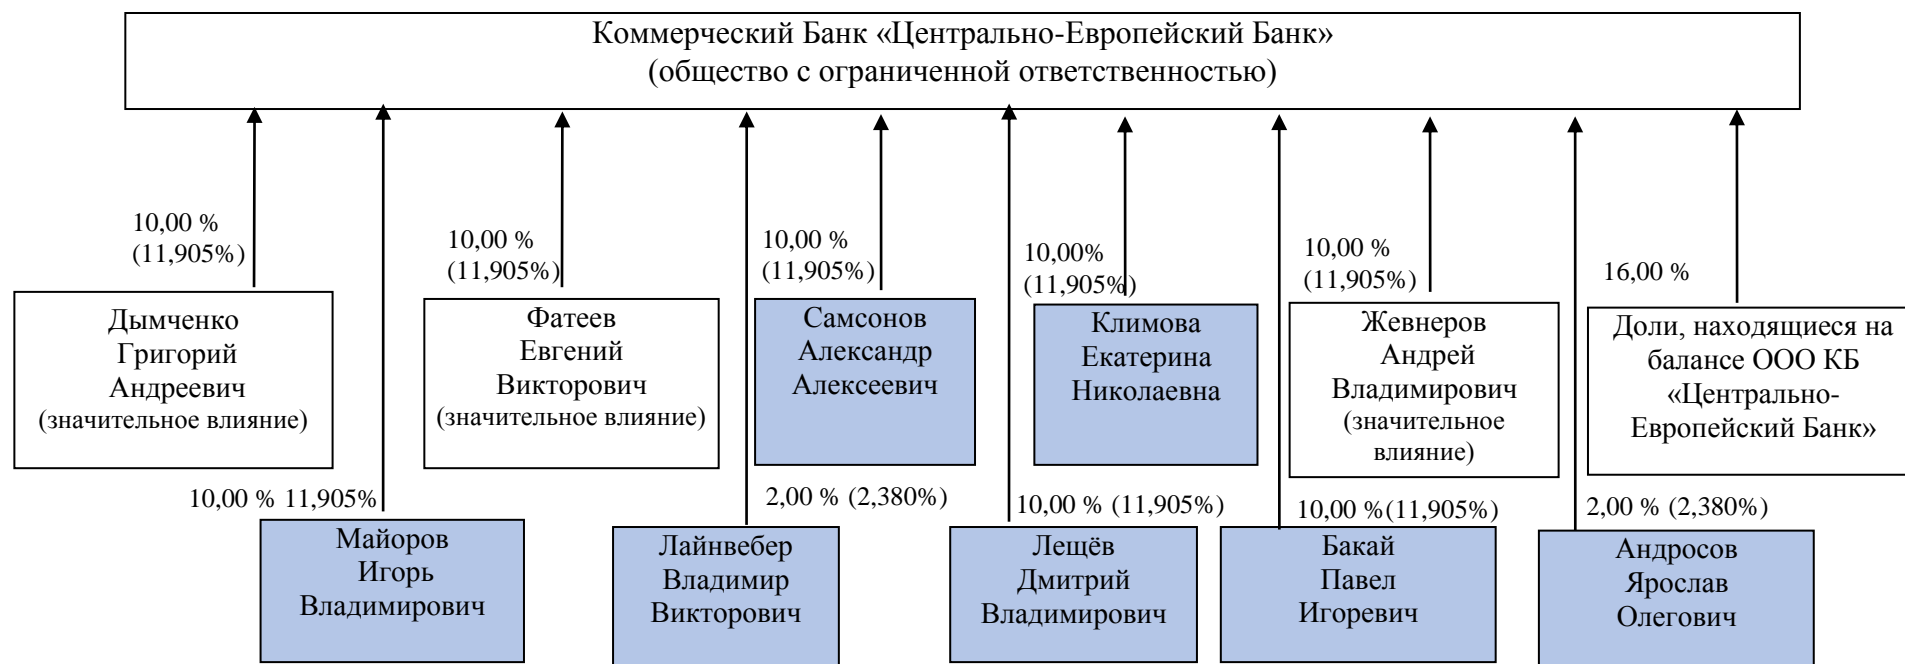 Коммерческий Банк «Центрально-Европейский Банк»
(общество с ограниченной ответственностью)
10,00 %
(11,905%)
10,00 %
(11,905%)
10,00 %
(11,905%)
10,00%
(11,905%)
10,00 %
(11,905%)
16,00 %
Дымченко
Григорий
Андреевич
(значительное влияние)
Фатеев
Евгений
Викторович
(значительное влияние)
Самсонов
Александр
Алексеевич
Климова
Екатерина
Николаевна
Жевнеров
Андрей
Владимирович
(значительное
влияние)
Доли, находящиеся на
балансе ООО КБ
«Центрально-
Европейский Банк»
10,00 % 11,905%
2,00 % (2,380%)
10,00 % (11,905%)
10,00 %(11,905%)
2,00 % (2,380%)
Майоров
Игорь
Владимирович
Лайнвебер
Владимир
Викторович
Лещёв
Дмитрий
Владимирович
Бакай
Павел
Игоревич
Андросов
Ярослав
Олегович